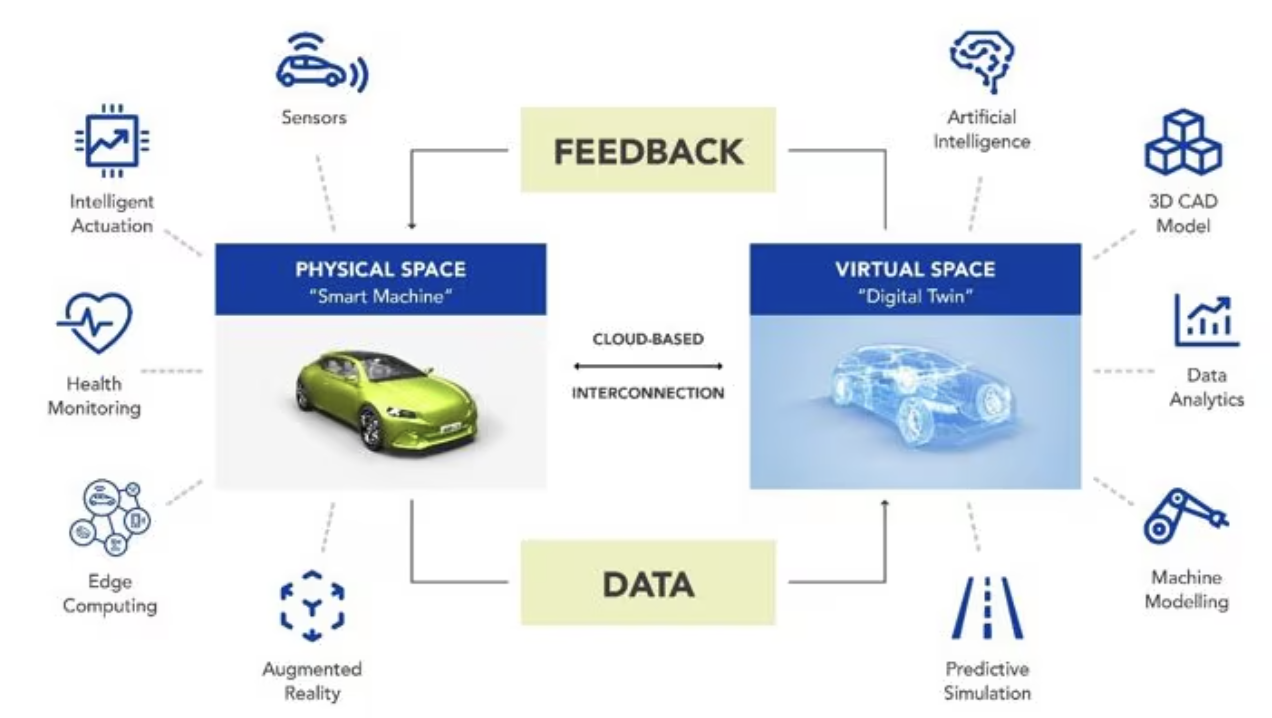 Sensors
Artificial
Intelligence
FEEDBACK
Intelligent
Actuation
3D CAD
Model
PHYSICAL SPACE
"Smart Machine"
VIRTUAL SPACE
"Digital Twin"
CLOUD-BASED
INTERCONNECTION
Health
Monitoring
Data
Analytics
Edge
Computing
DATA
Machine
Modelling
Augmented
Reality
Predictive
Simulation